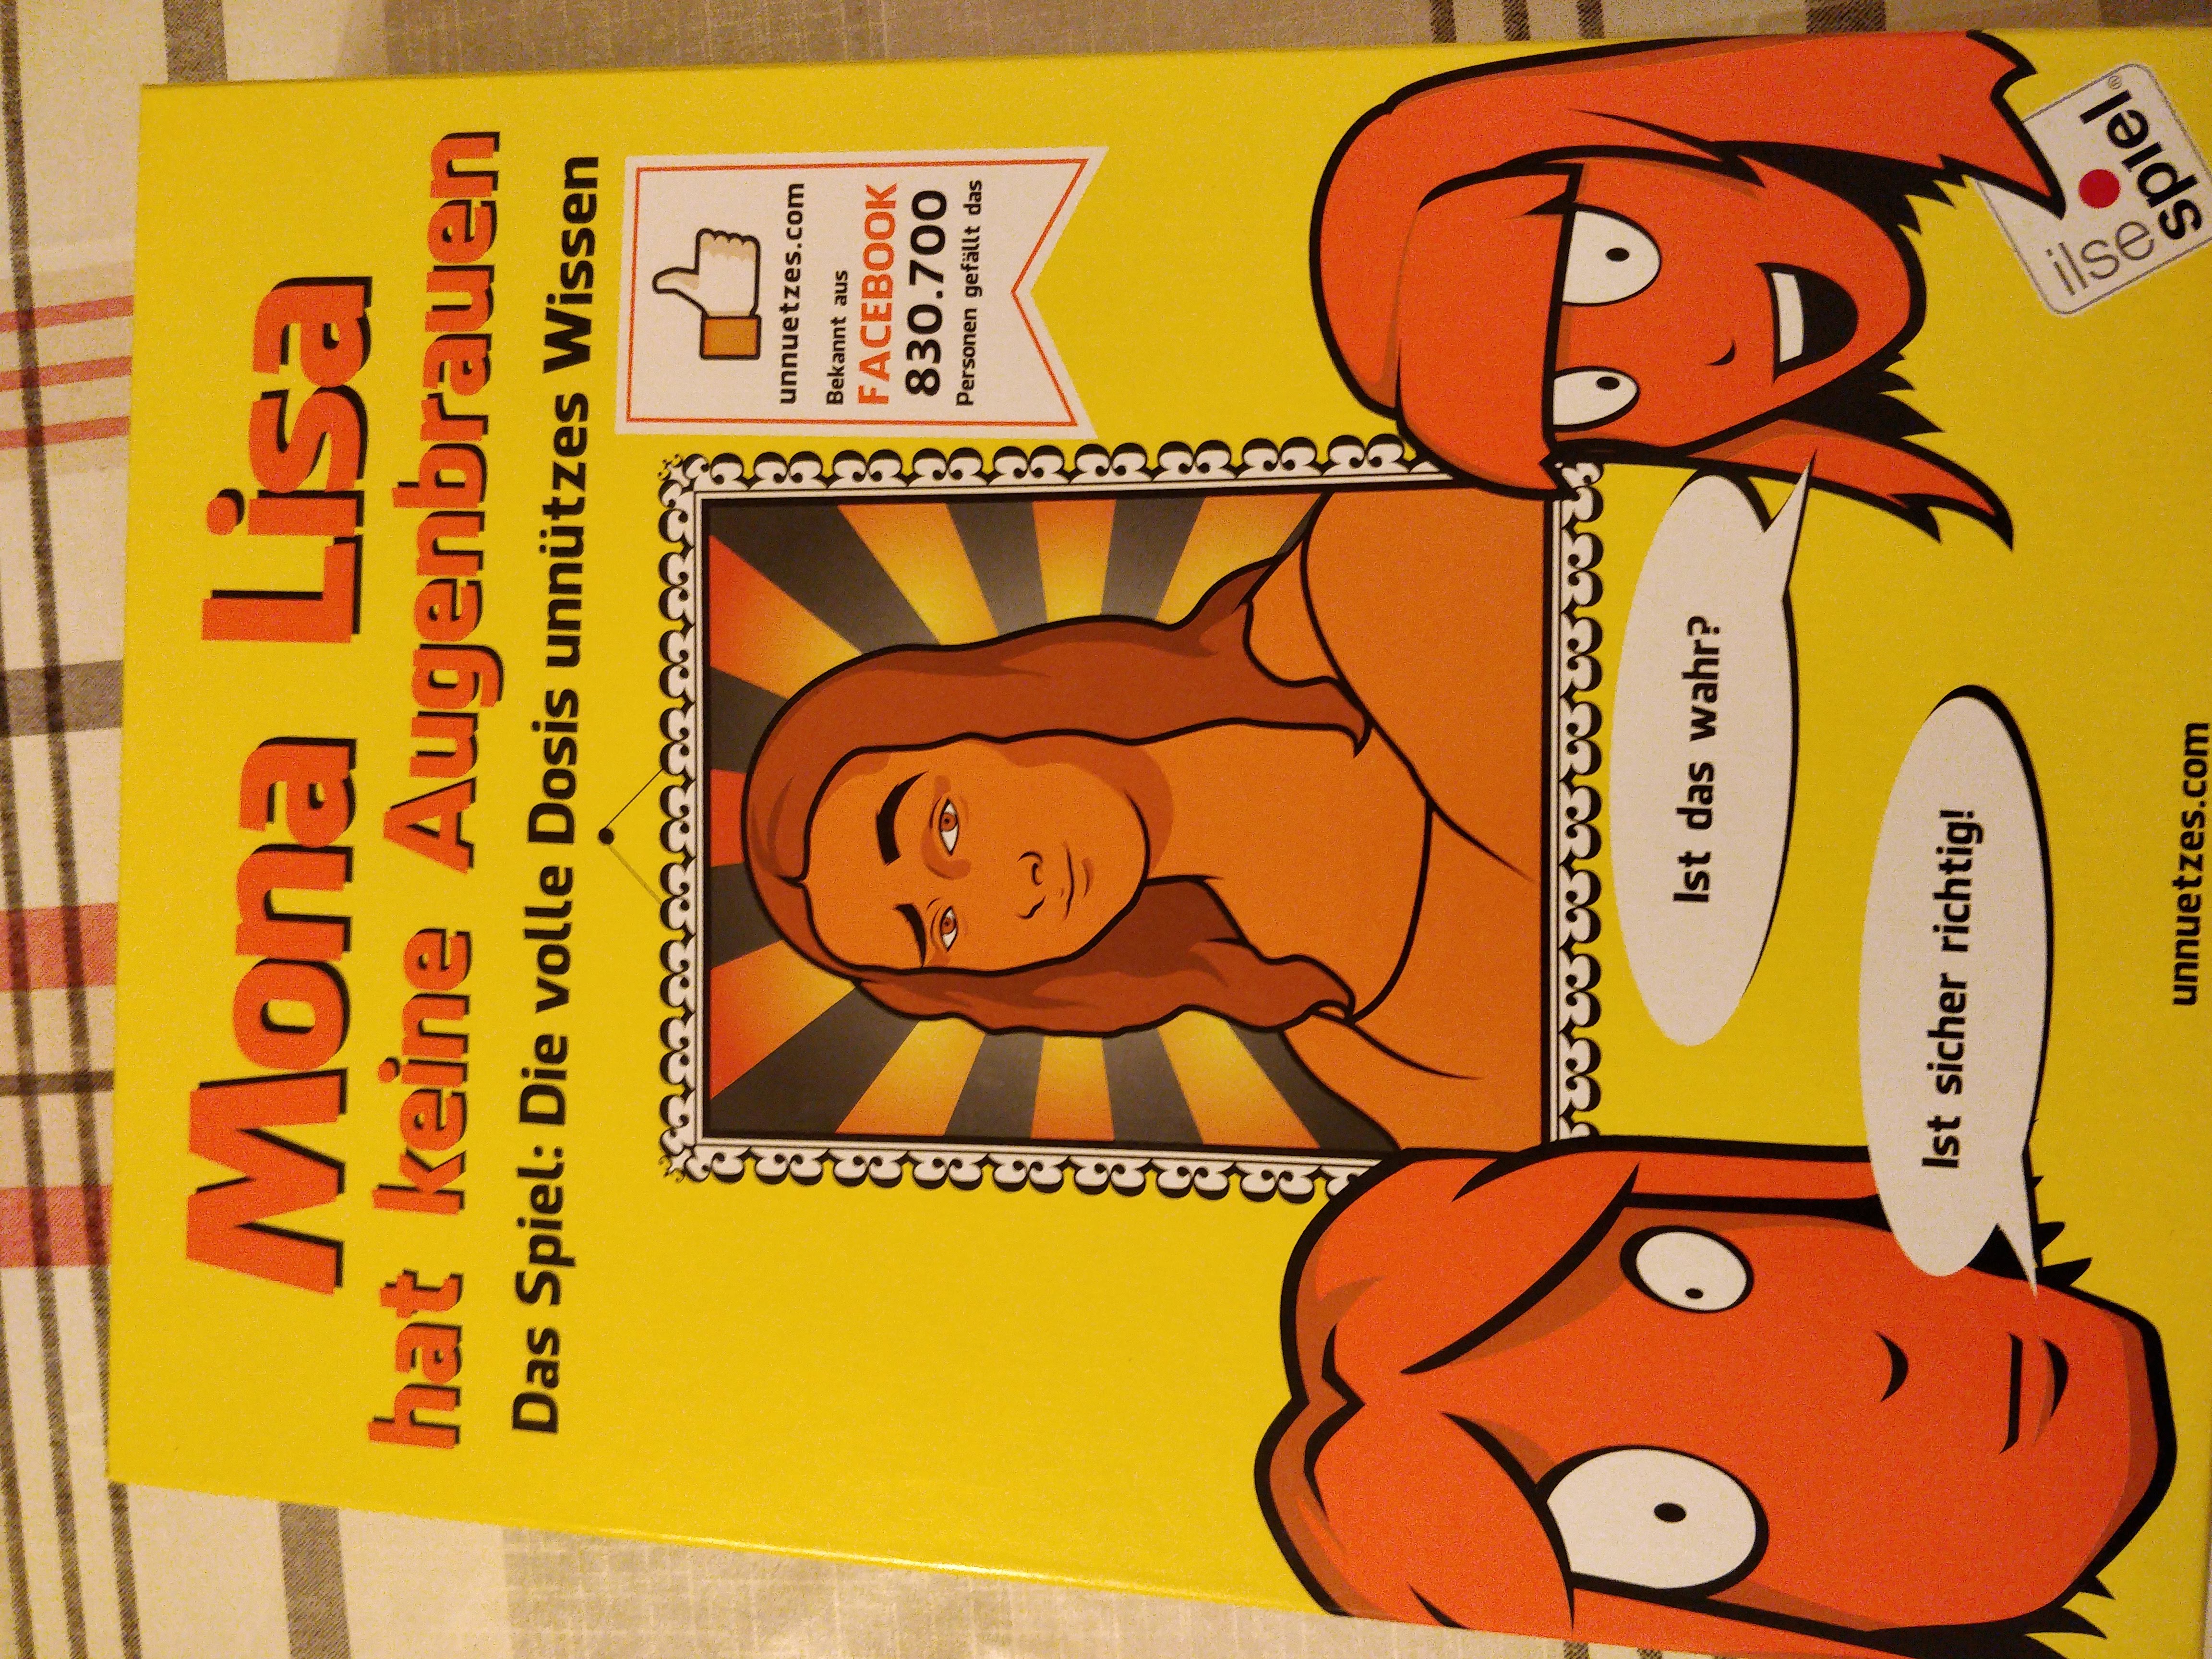 Mona Lisa
hat keine Augenbrauen
Das Spiel: Die volle Dosis unnützes Wissen
unnuetzes.com
Bekannt aus
FACEBOOK
830.700
Personen gefällt das
Ist das wahr?
Ist sicher richtig!
ilse
spiel®
unnuetzes.com